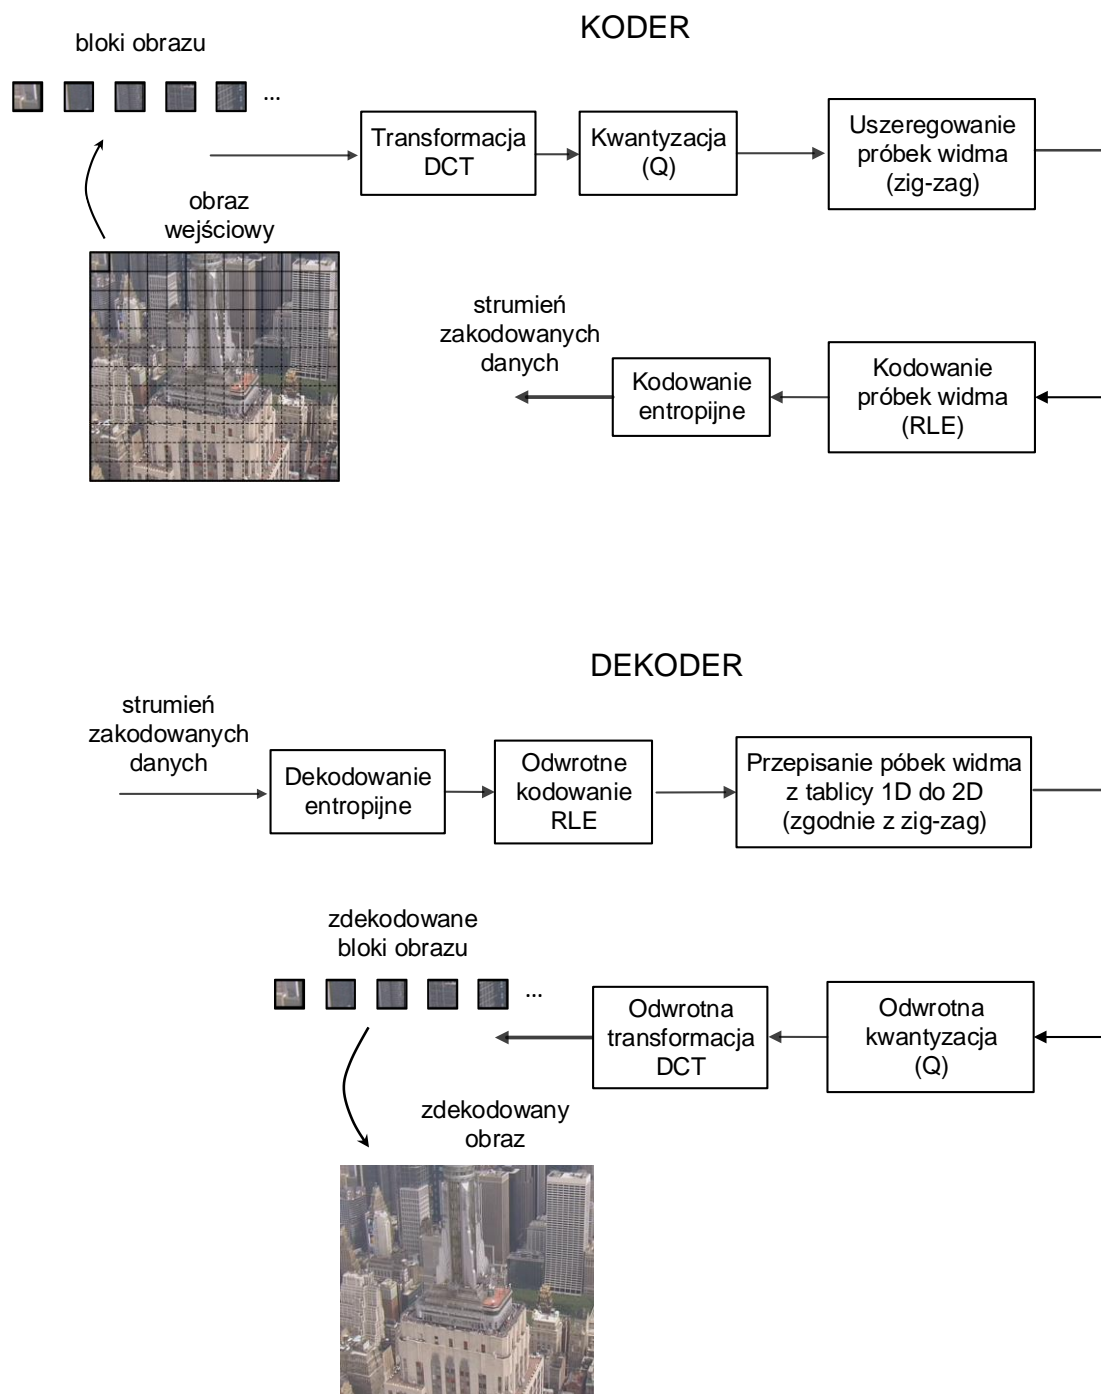 KODER
bloki obrazu
...
Transformacja
DCT
Kwantyzacja
(Q)
Uszeregowanie
próbek widma
(zig-zag)
obraz
wejściowy
strumień
zakodowanych
danych
Kodowanie
entropijne
Kodowanie
próbek widma
(RLE)
DEKODER
strumień
zakodowanych
danych
Dekodowanie
entropijne
Odwrotne
kodowanie
RLE
Przepisanie póbek widma
z tablicy 1D do 2D
(zgodnie z zig-zag)
zdekodowane
bloki obrazu
...
Odwrotna
transformacja
DCT
Odwrotna
kwantyzacja
(Q)
zdekodowany
obraz